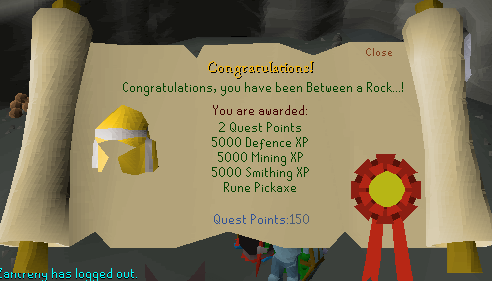 Close
Congratulations!
Congratulations, you have been Between a Rock...!
You are awarded:
2 Quest Points
5000 Defence XP
5000 Mining XP
5000 Smithing XP
Rune Pickaxe
Quest Points:150
has logged out.